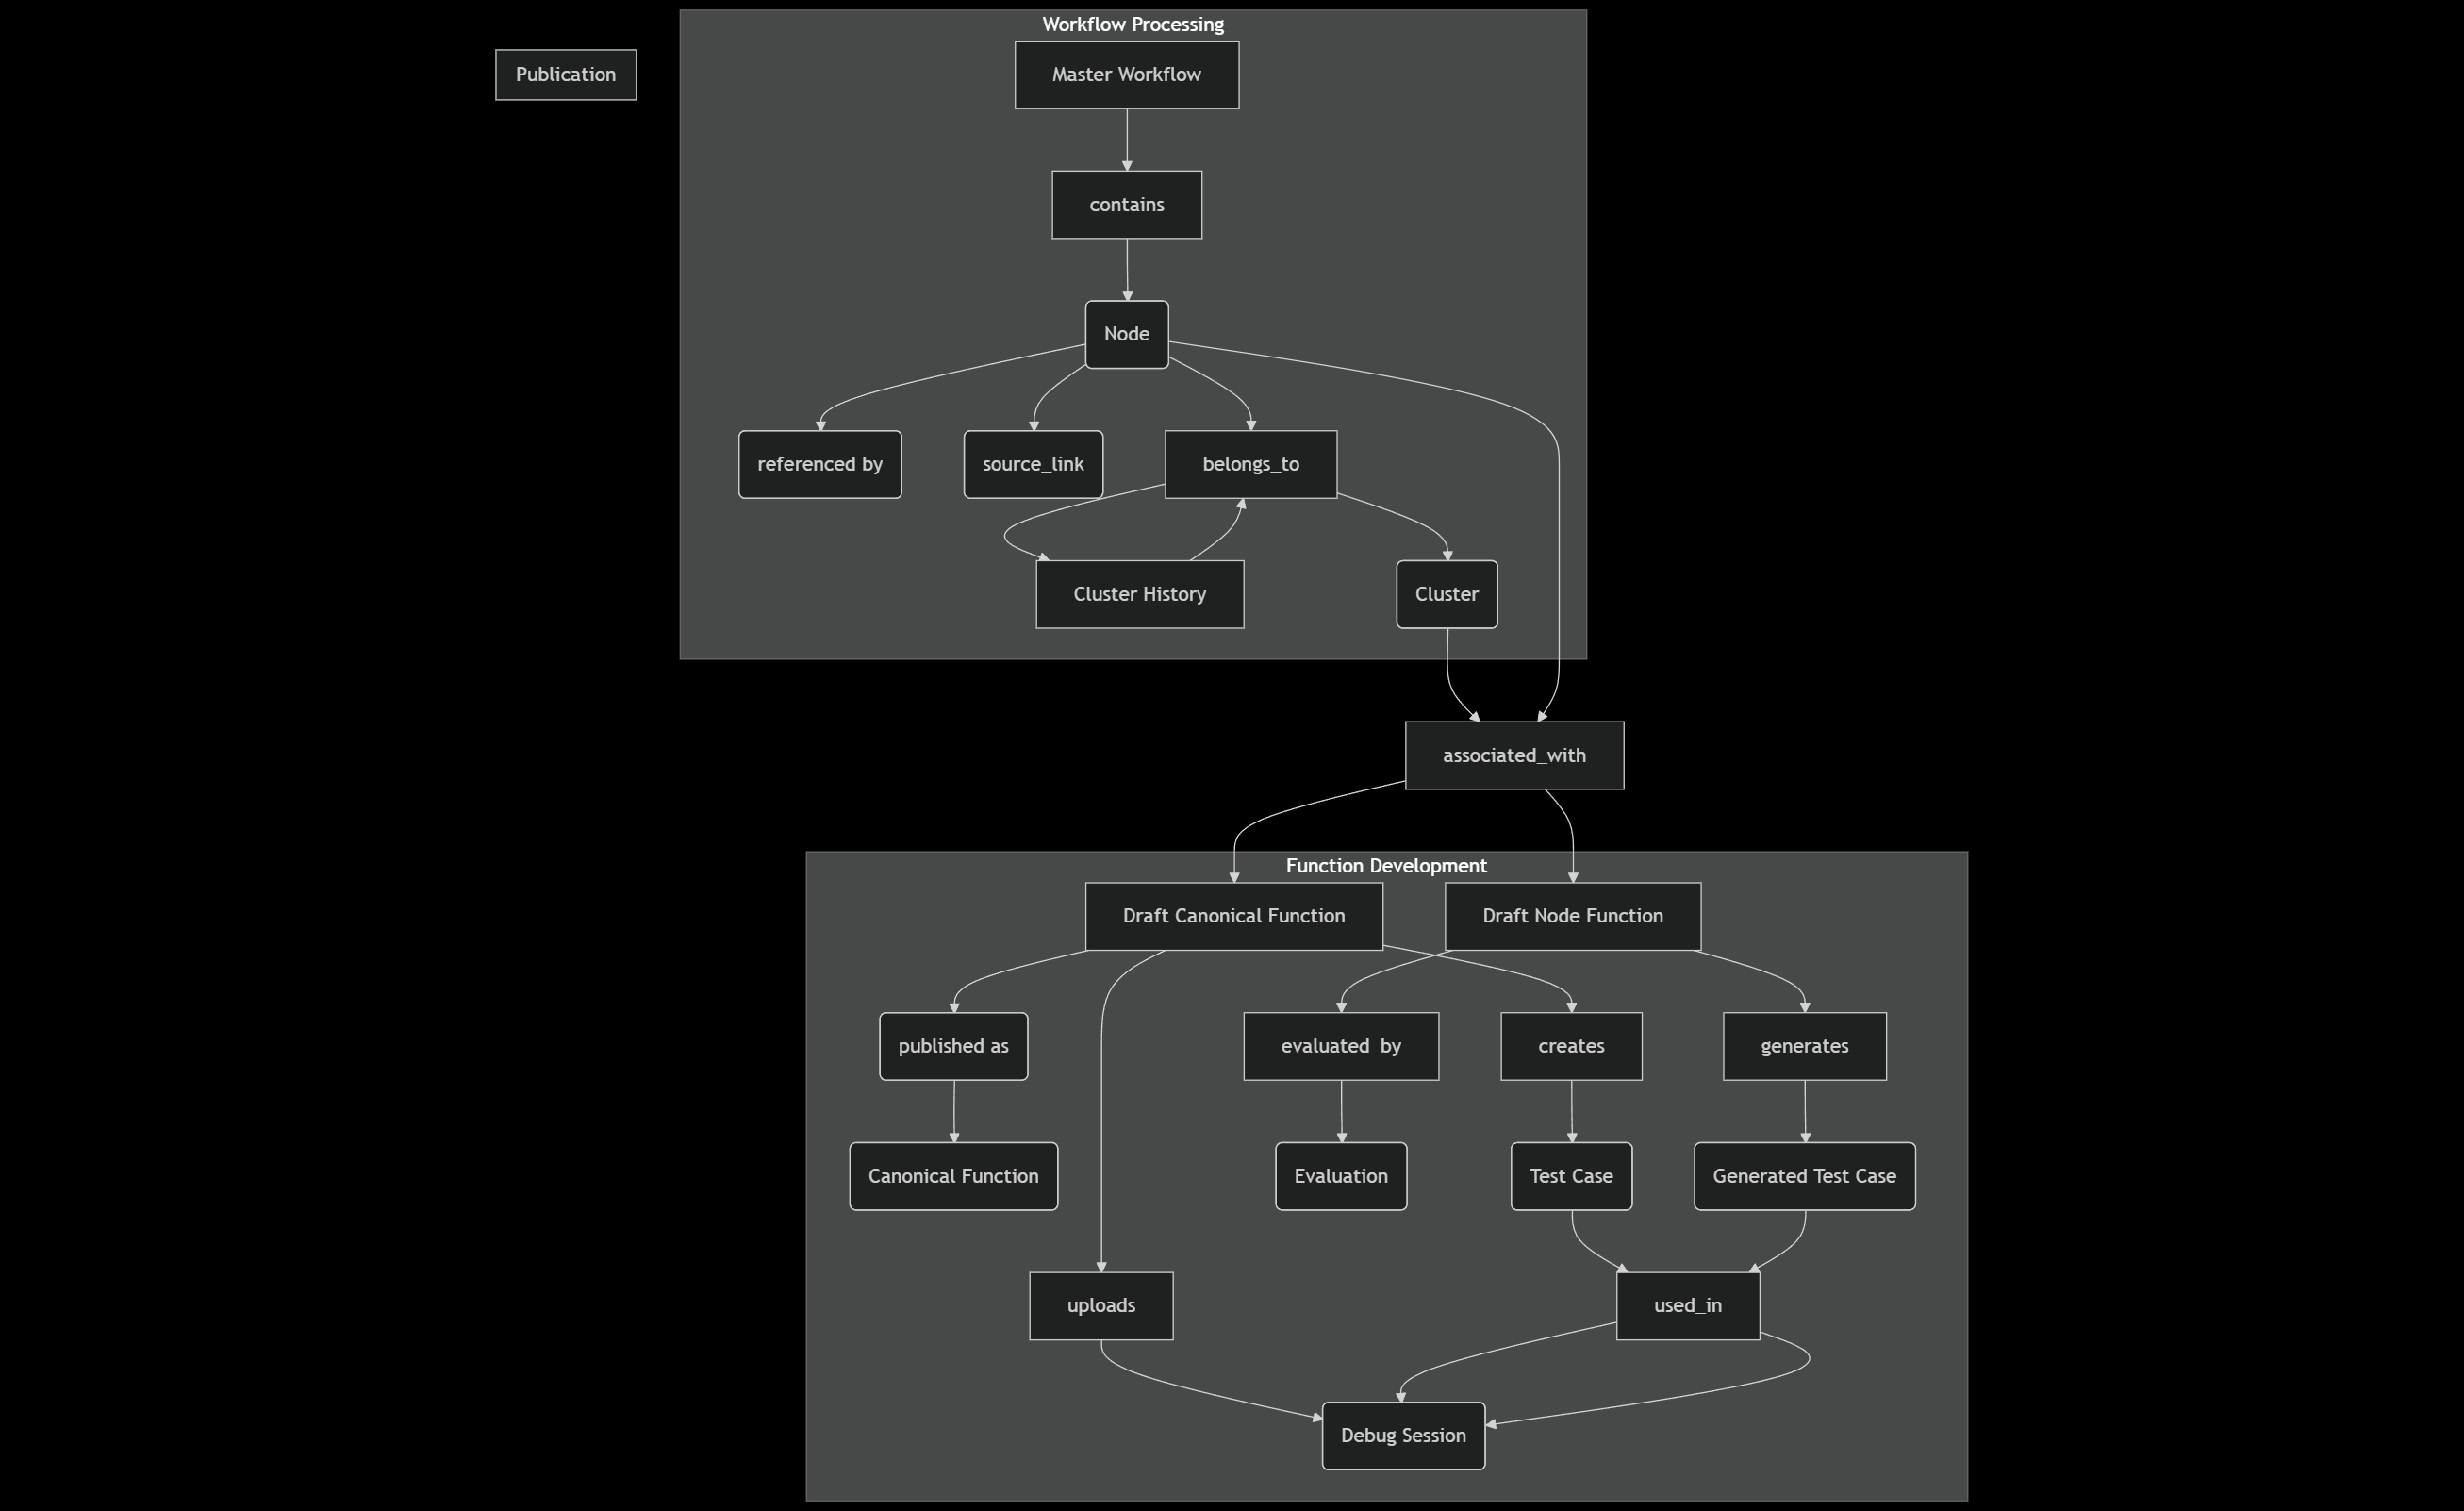 Workflow Processing
Publication
Master Workflow
contains
Node
referenced by
source_link
belongs_to
Cluster History
Cluster
associated_with
Function Development
Draft Canonical Function
Draft Node Function
published as
evaluated_by
creates
generates
Canonical Function
Evaluation
Test Case
Generated Test Case
uploads
used_in
Debug Session